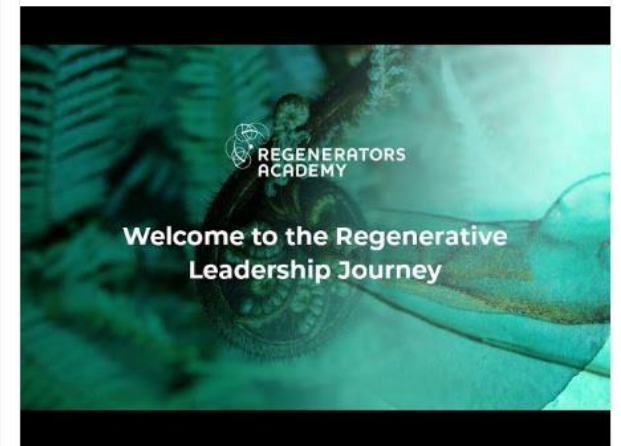 REGENERATORS
ACADEMY
Welcome to the Regenerative
Leadership Journey